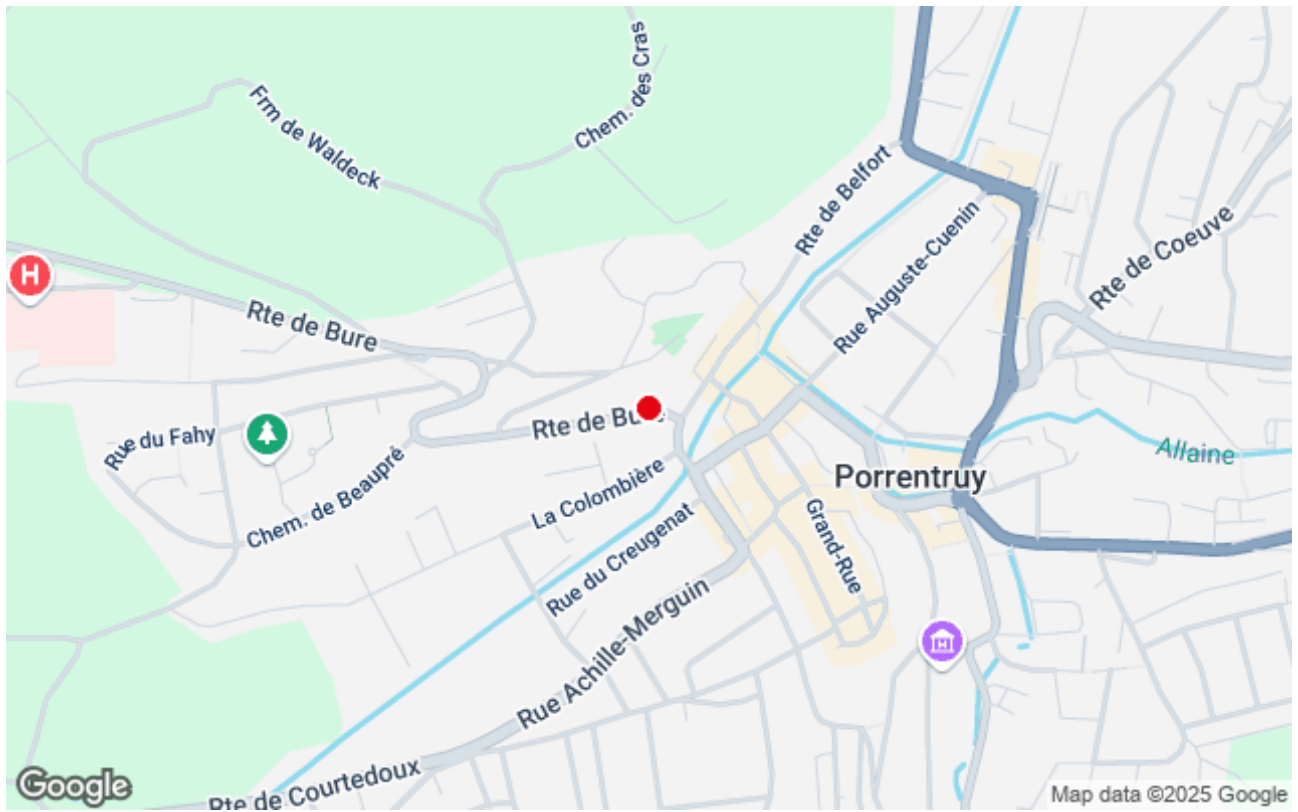 Frm de Waldeck
Chem. des Cras
Rte de Belfort
Rue Auguste-Cuenin
Rte de Coeuve
H
Rte de Bure
Rue du Fahy
Rte de Bure
Chem. de Beaupré
La Colombière
Allaine
Porrentruy
Grand-Rue
Rue du Creugenat
Rue Achille-Merguin
Rte de Courtedoux
Google
Map data ©2025 Google